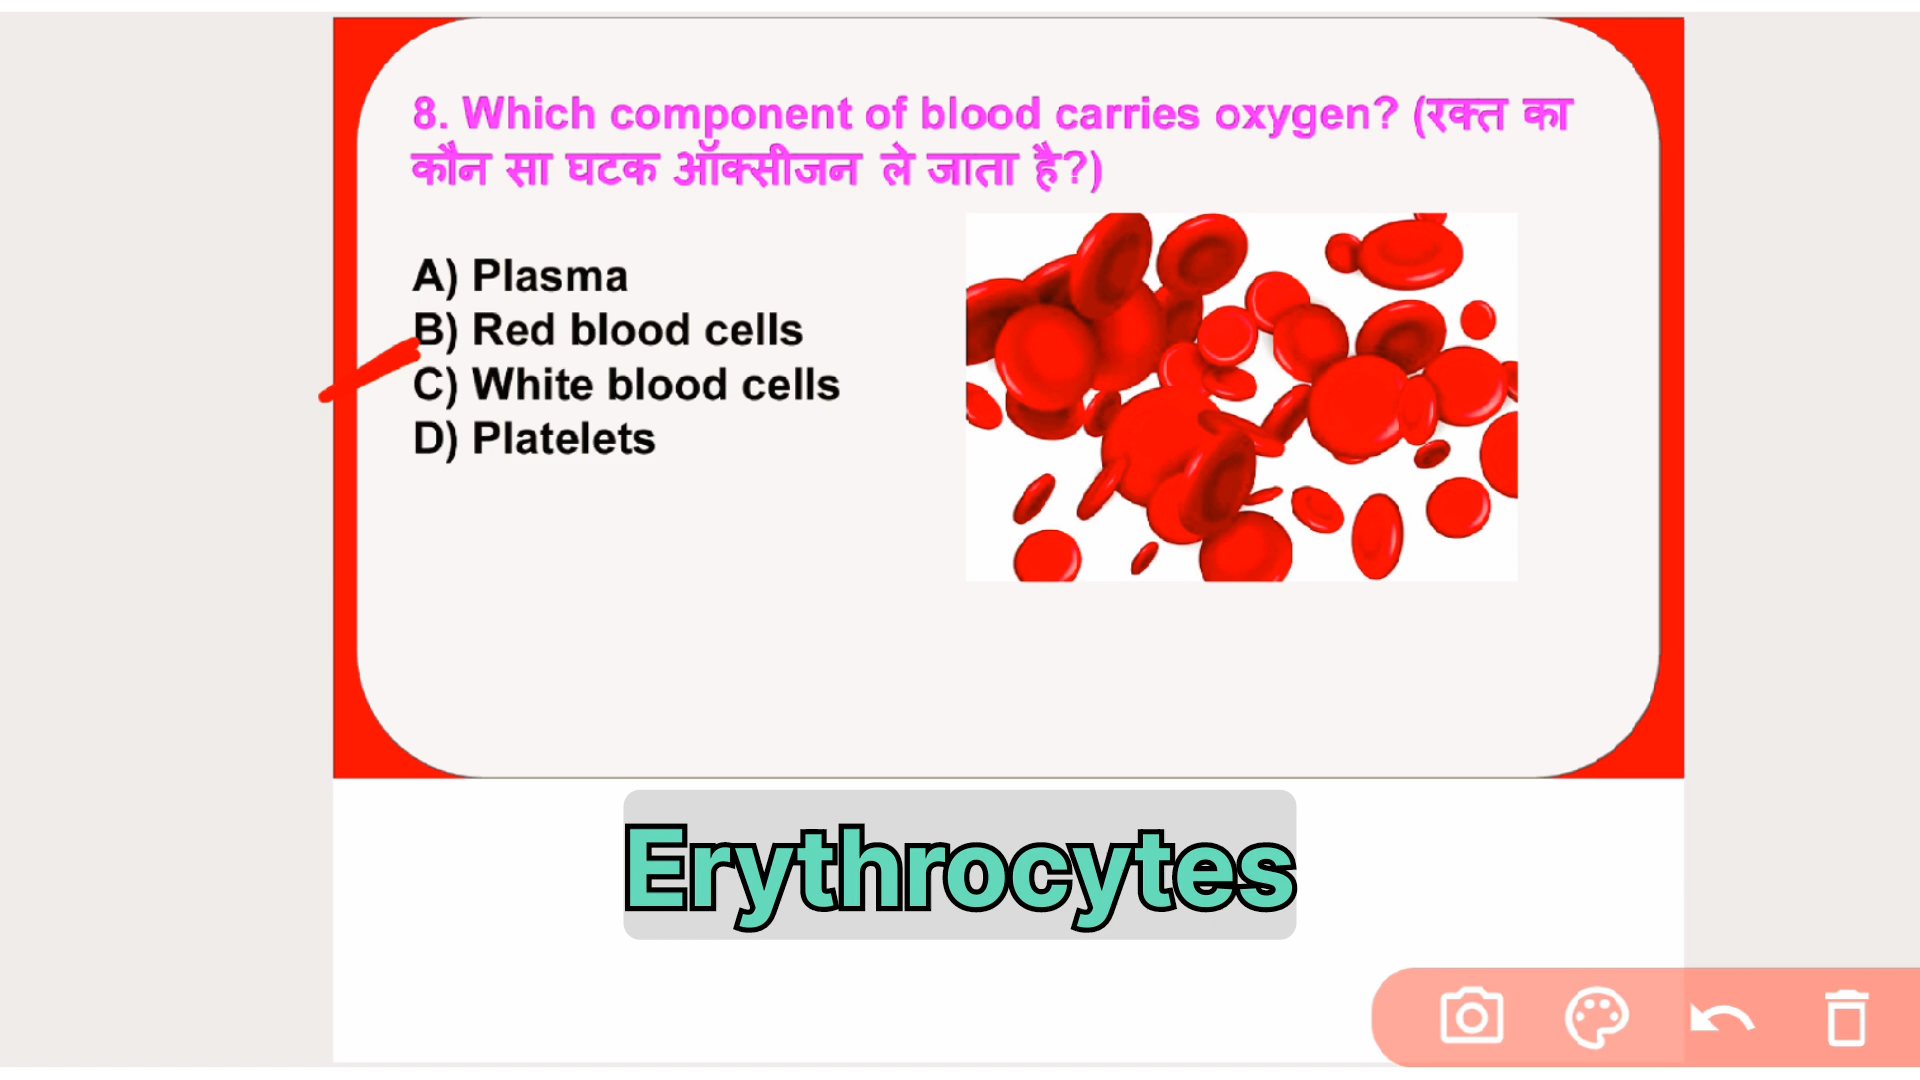 8. Which component of blood carries oxygen? (रक्त का
कौन सा घटक ऑक्सीजन ले जाता है?)
A) Plasma
B) Red blood cells
C) White blood cells
D) Platelets
Erythrocytes